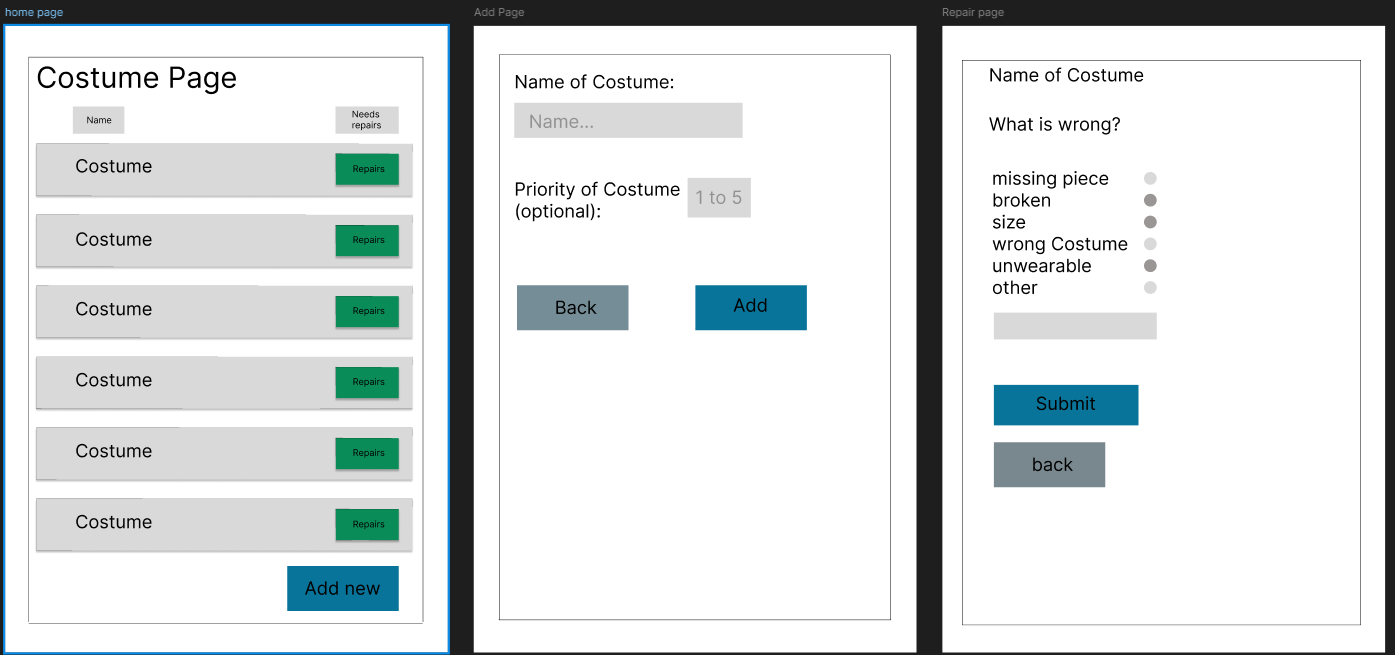 home page
Costume Page
Name
Needs
repairs
Costume
Repairs
Costume
Repairs
Costume
Repairs
Costume
Repairs
Costume
Repairs
Costume
Repairs
Add new
Add Page
Name of Costume:
Name...
Priority of Costume
(optional):
1 to 5
Back
Add
Repair page
Name of Costume
What is wrong?
missing piece
broken
size
wrong Costume
unwearable
other
Submit
back